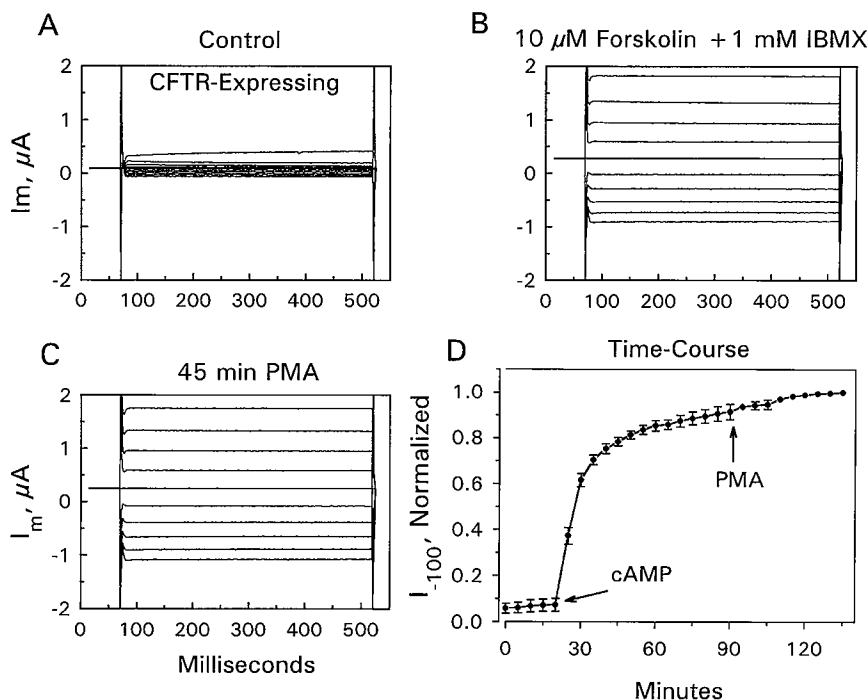 A
Control
CFTR-Expressing
Im, µA
2
1
0
-1
-2
0 100 200 300 400 500
B
10 µM Forskolin + 1 mM IBMX
2
1
0
-1
-2
0 100 200 300 400 500
C
45 min PMA
I m, µA
2
1
0
-1
-2
0 100 200 300 400 500
Milliseconds
D
Time-Course
I -100, Normalized
1.0
0.8
0.6
0.4
0.2
0.0
PMA
cAMP
0 30 60 90 120
Minutes